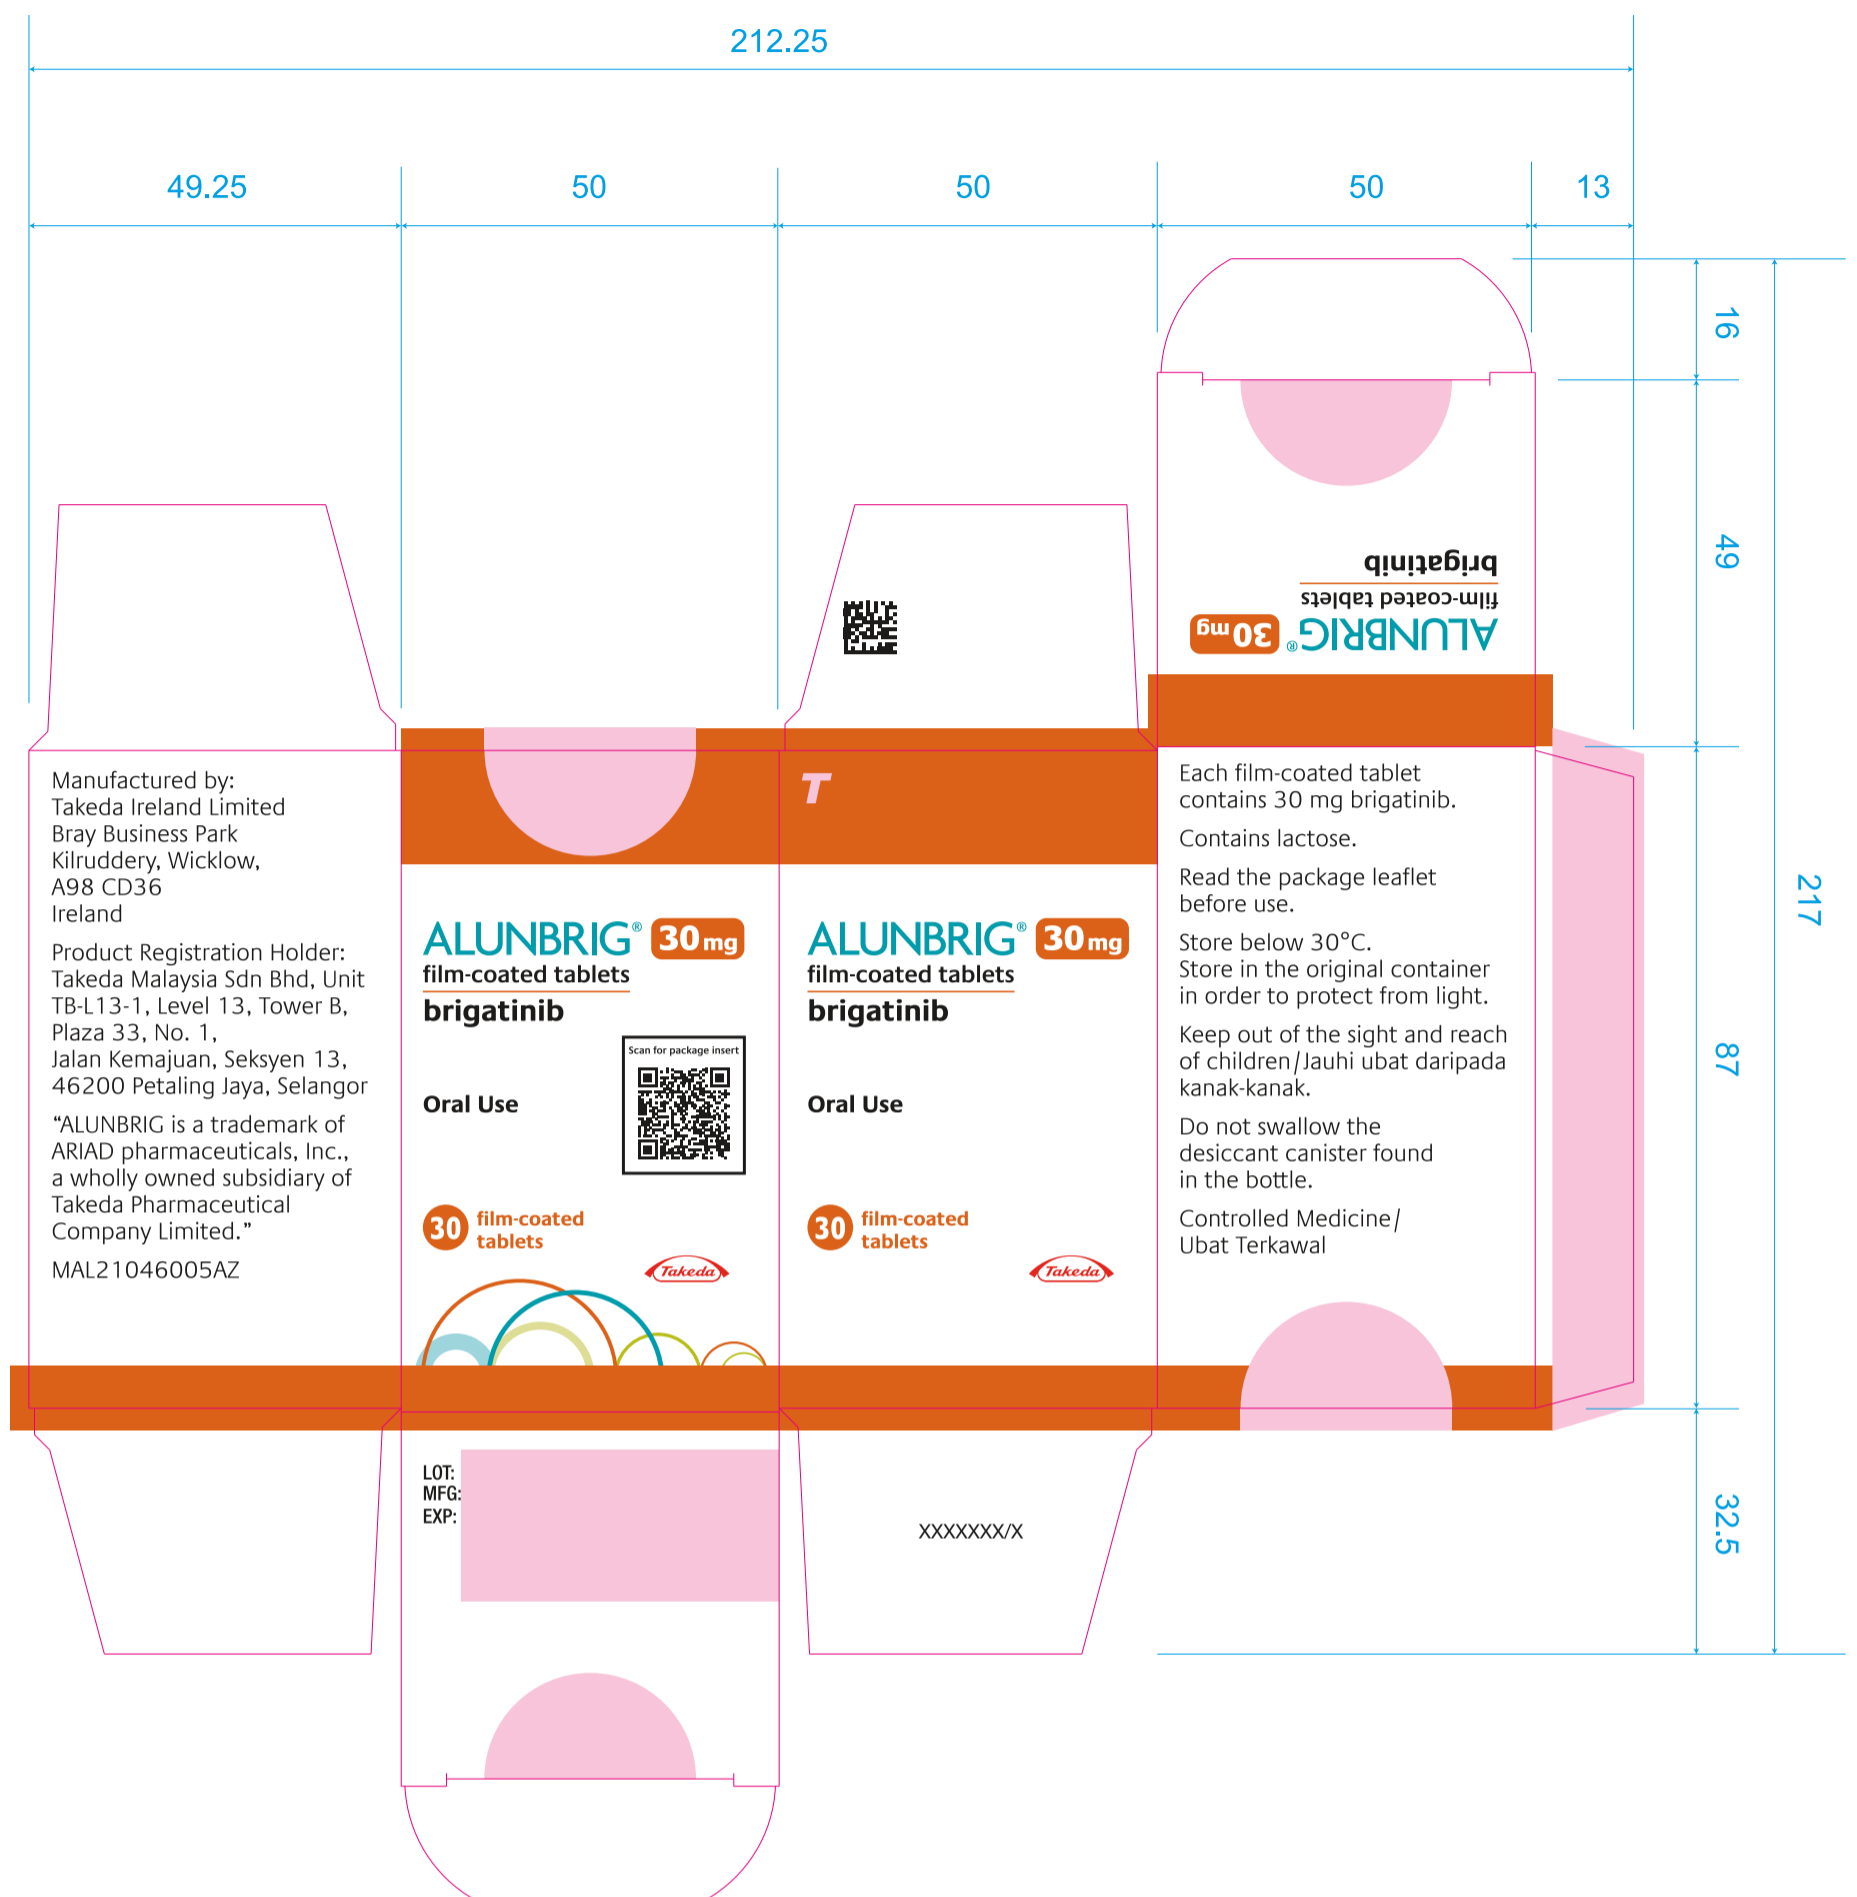 212.25
49.25
50
50
50
13
16
49
217
87
32.5
brigatinib
film-coated tablets
ALUNBRIG® 30 mg
Manufactured by:
Takeda Ireland Limited
Bray Business Park
Kilruddery, Wicklow,
A98 CD36
Ireland
Product Registration Holder:
Takeda Malaysia Sdn Bhd, Unit
TB-L13-1, Level 13, Tower B,
Plaza 33, No. 1,
Jalan Kemajuan, Seksyen 13,
46200 Petaling Jaya, Selangor
“ALUNBRIG is a trademark of
ARIAD pharmaceuticals, Inc.,
a wholly owned subsidiary of
Takeda Pharmaceutical
Company Limited.”
MAL21046005AZ
ALUNBRIG® 30 mg
film-coated tablets
brigatinib
Scan for package insert
Oral Use
30 film-coated
tablets
Takeda
T
ALUNBRIG® 30 mg
film-coated tablets
brigatinib
Oral Use
30 film-coated
tablets
Takeda
Each film-coated tablet
contains 30 mg brigatinib.
Contains lactose.
Read the package leaflet
before use.
Store below 30°C.
Store in the original container
in order to protect from light.
Keep out of the sight and reach
of children/Jauhi ubat daripada
kanak-kanak.
Do not swallow the
desiccant canister found
in the bottle.
Controlled Medicine/
Ubat Terkawal
LOT:
MFG:
EXP:
XXXXXXX/X